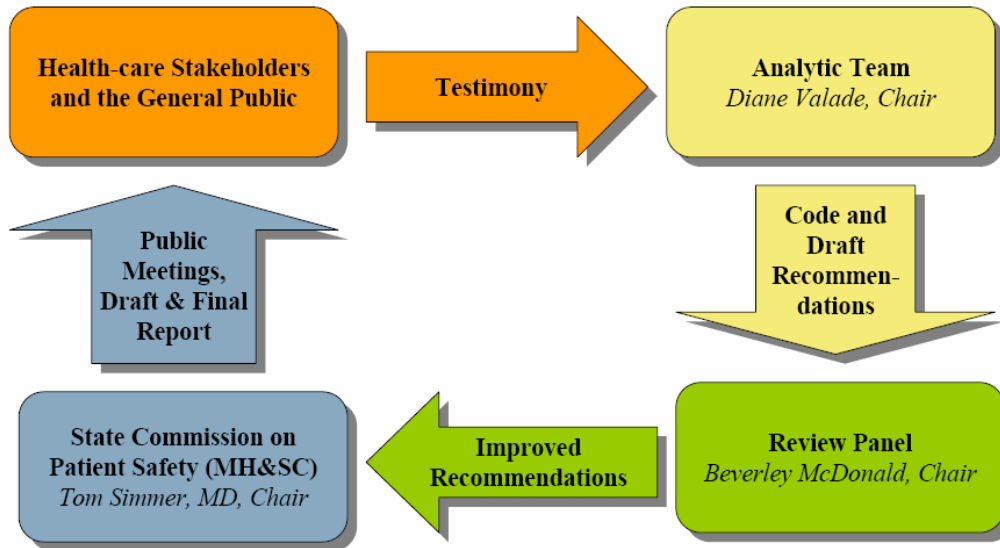 Health-care Stakeholders
and the General Public
Testimony
Analytic Team
Diane Valade, Chair
Code and
Draft
Recommen-
dations
Review Panel
Beverley McDonald, Chair
Improved
Recommendations
State Commission on
Patient Safety (MH&SC)
Tom Simmer, MD, Chair
Public
Meetings,
Draft & Final
Report